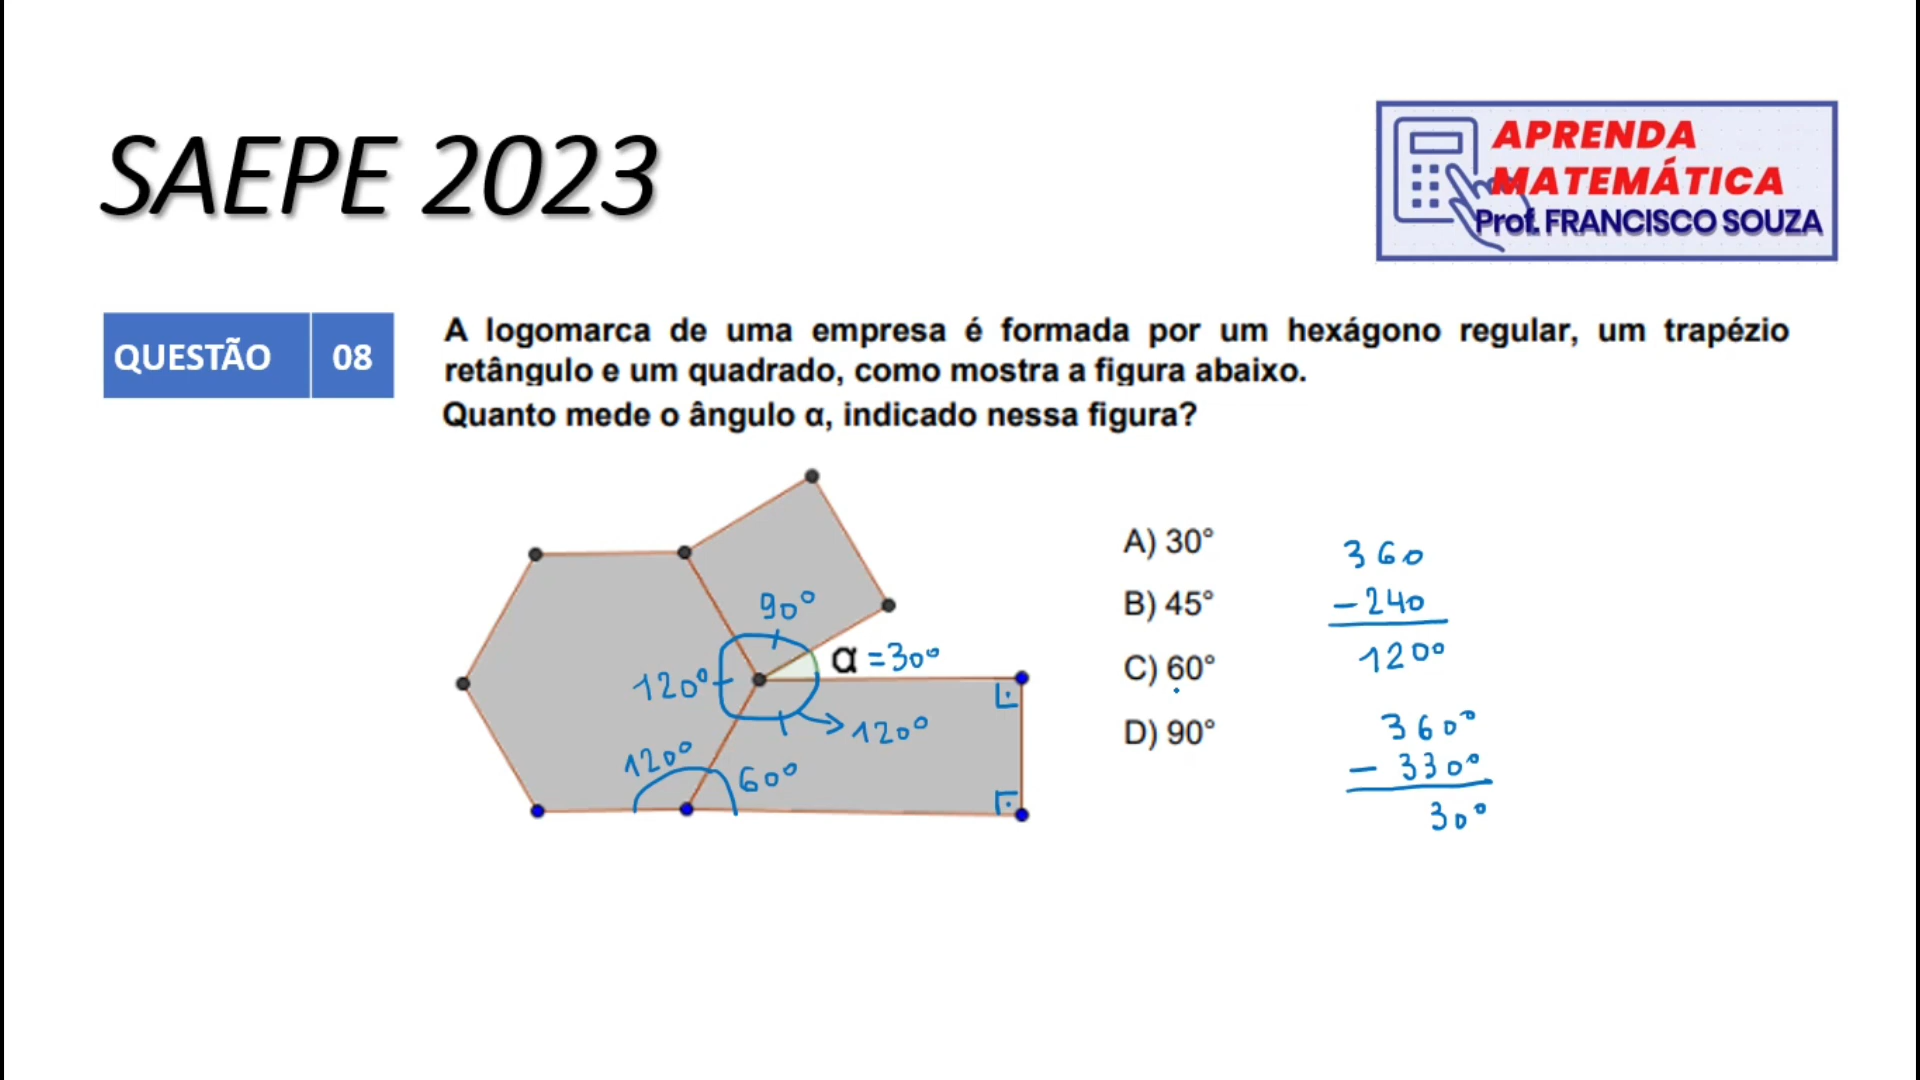 SAEPE 2023
APRENDA
MATEMÁTICA
Prof. FRANCISCO SOUZA
QUESTÃO 08
A logomarca de uma empresa é formada por um hexágono regular, um trapézio
retângulo e um quadrado, como mostra a figura abaixo.
Quanto mede o ângulo α, indicado nessa figura?
90°
α = 30°
120°
120°
120°
60°
A) 30°
B) 45°
C) 60°
D) 90°
360
- 240
120°
360°
- 330°
30°